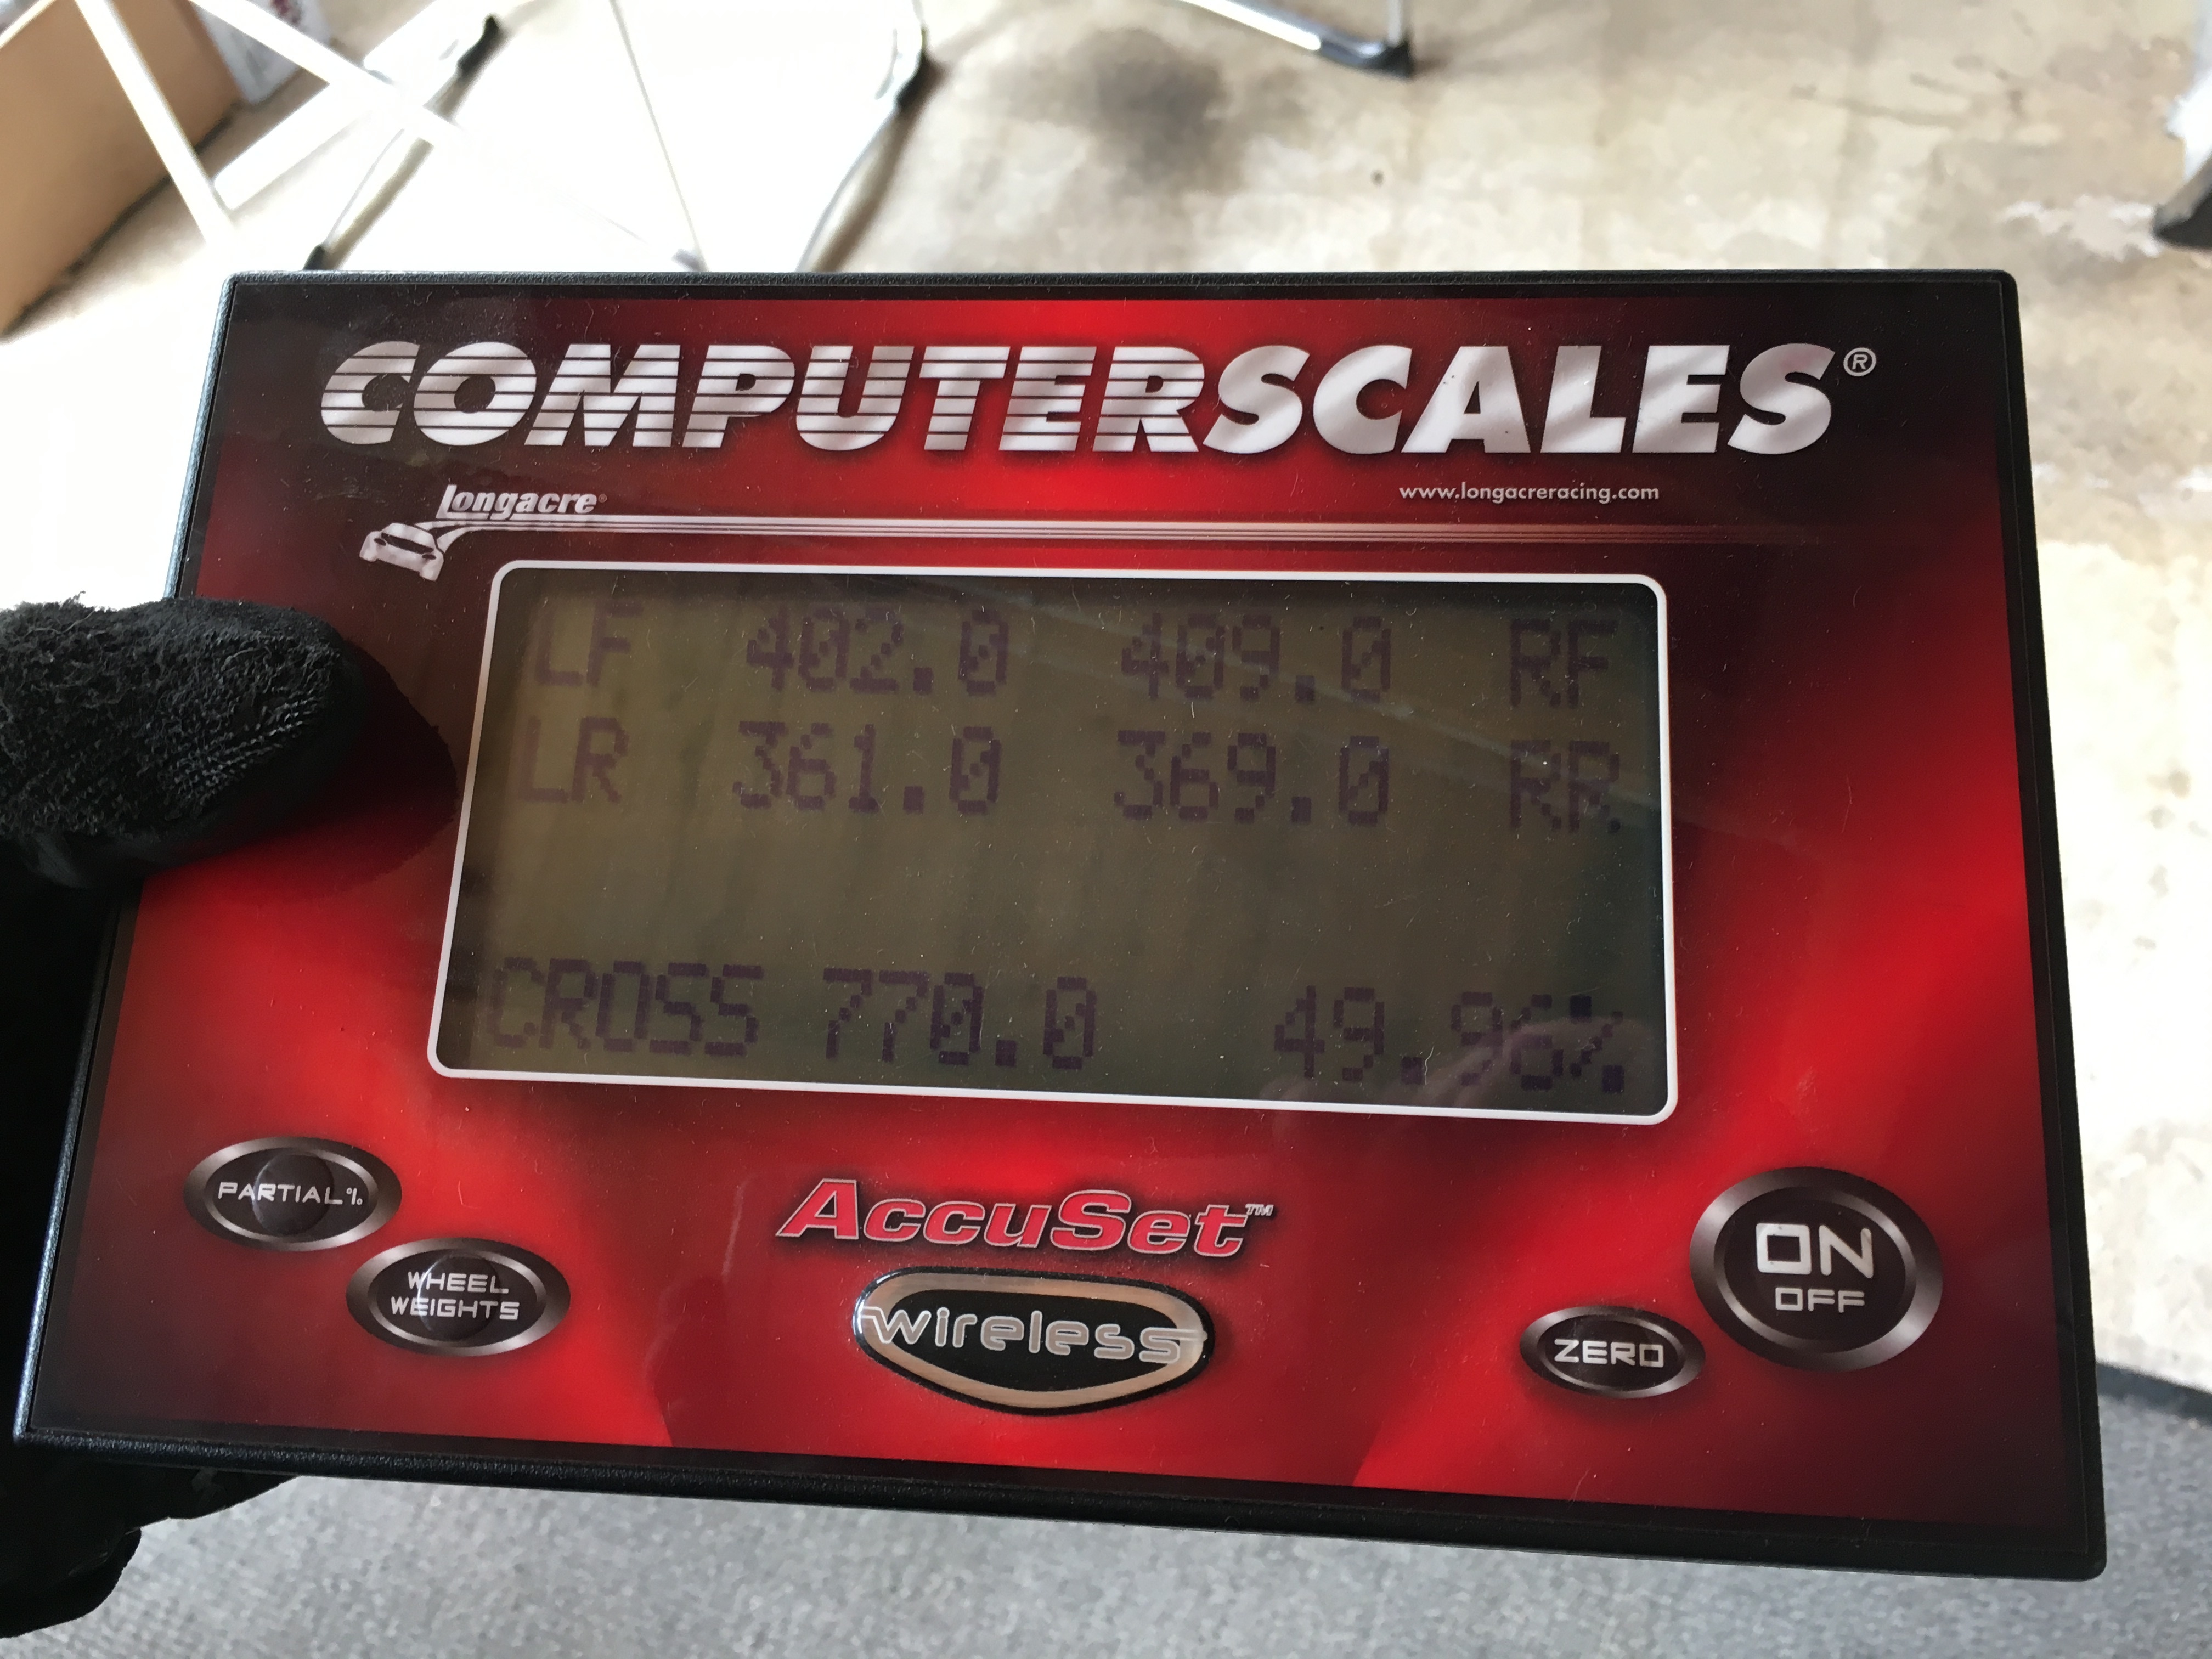 COMPUTERSCALES®
Longacre®
www.longacreracing.com
LF 402.0 409.0 RF
LR 361.0 369.0 RR
CROSS 770.0 49.96%
PARTIAL%
WHEEL
WEIGHTS
AccuSet™
wireless
ZERO
ON
OFF